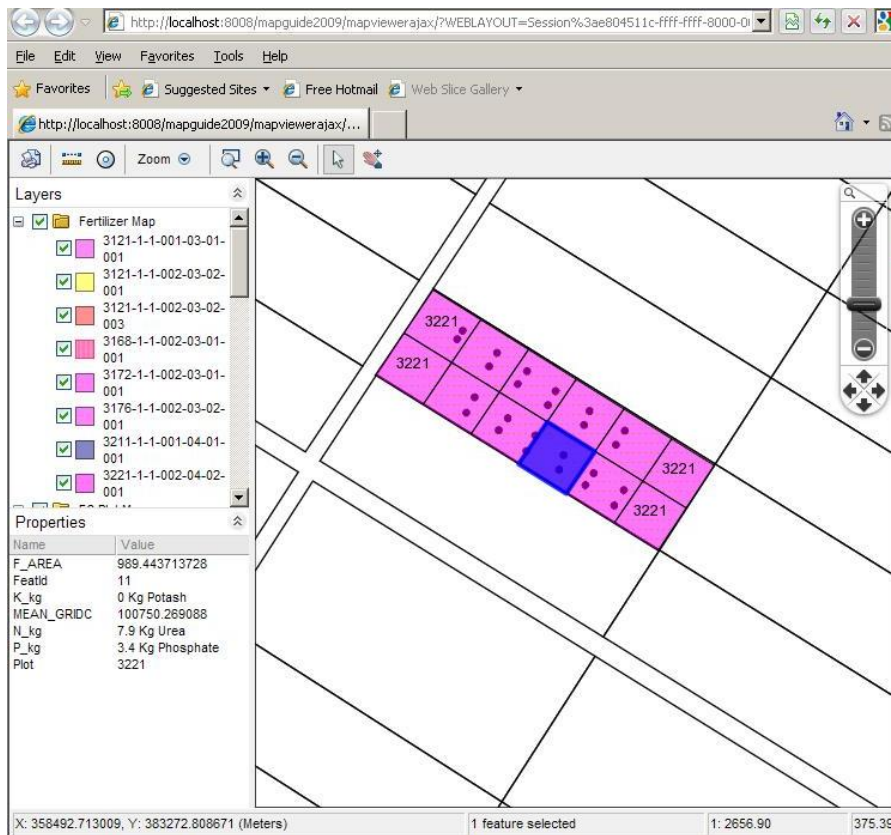 http://localhost:8008/mapguide2009/mapviewerajax/?WEBLAYOUT=Session%3ae804511c-ffff-ffff-8000-0
File Edit View Favorites Tools Help
Favorites Suggested Sites Free Hotmail Web Slice Gallery
http://localhost:8008/mapguide2009/mapviewerajax/...
Zoom
Layers
Fertilizer Map
3121-1-1-001-03-01-
001
3121-1-1-002-03-02-
001
3121-1-1-002-03-02-
003
3168-1-1-002-03-01-
001
3172-1-1-002-03-01-
001
3176-1-1-002-03-02-
001
3211-1-1-001-04-01-
001
3221-1-1-002-04-02-
001
Properties
Name Value
F_AREA 989.443713728
FeatId 11
K_kg 0 Kg Potash
MEAN_GRIDC 100750.269088
N_kg 7.9 Kg Urea
P_kg 3.4 Kg Phosphate
Plot 3221
3221
3221
3221
3221
X: 358492.713009, Y: 383272.808671 (Meters) 1 feature selected 1: 2656.90 375.39